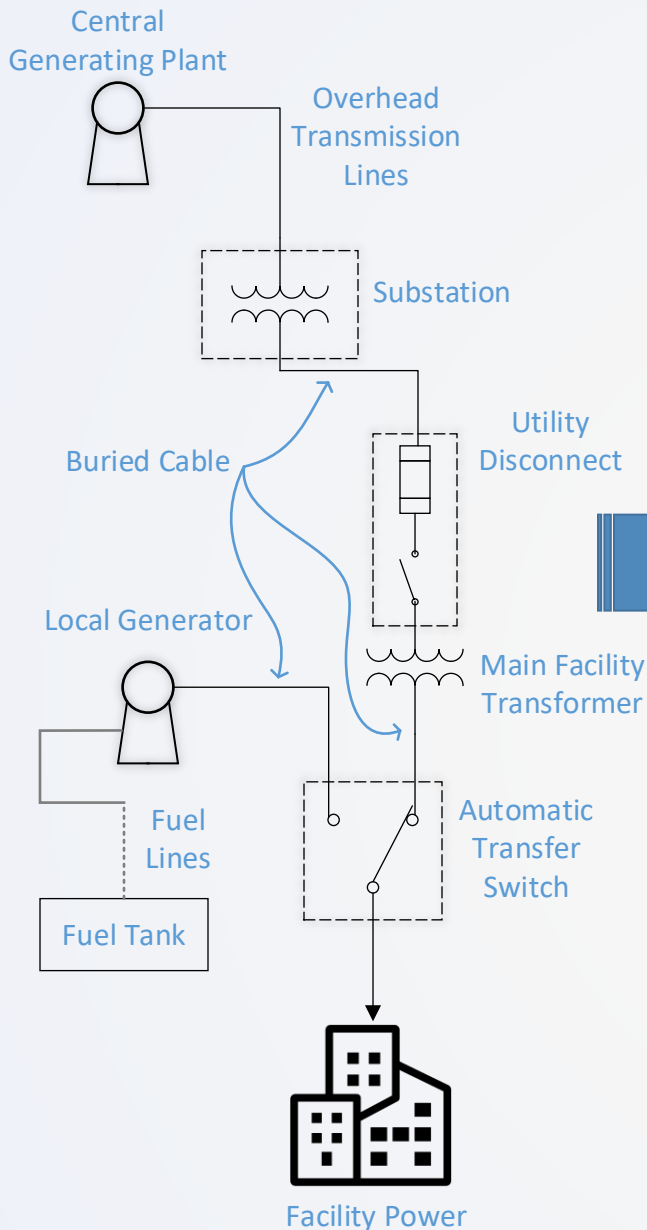 Central
Generating Plant
Overhead
Transmission
Lines
Substation
Utility
Disconnect
Buried Cable
Local Generator
Main Facility
Transformer
Automatic
Transfer
Switch
Fuel
Lines
Fuel Tank
Facility Power